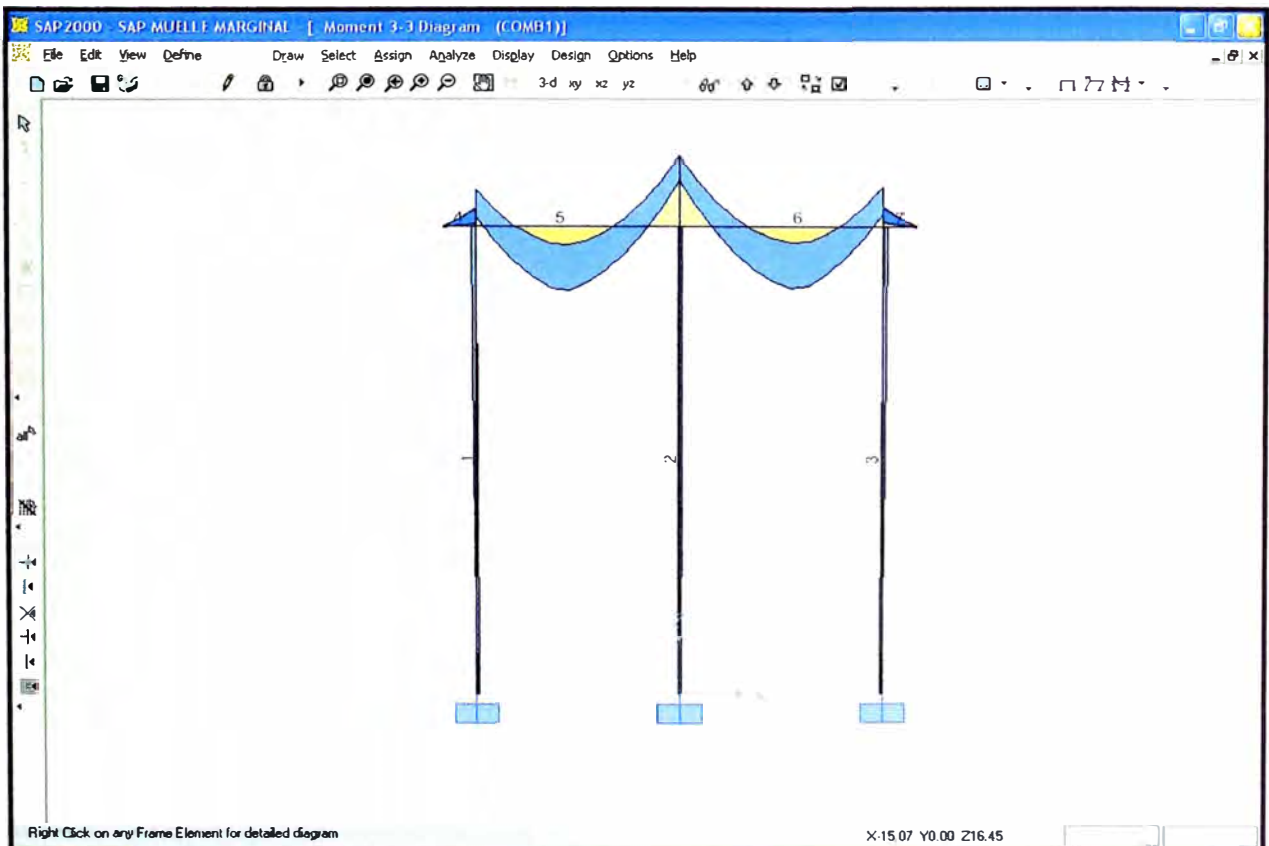 SAP2000 - SAP MUELLE MARGINAL - [ Moment 3-3 Diagram (COMB1)]
File Edit View Define Draw Select Assign Analyze Display Design Options Help
3-d xy xz yz
all
4 5 6 7
1 2 3
Right Click on any Frame Element for detailed diagram
X-15.07 Y0.00 Z16.45